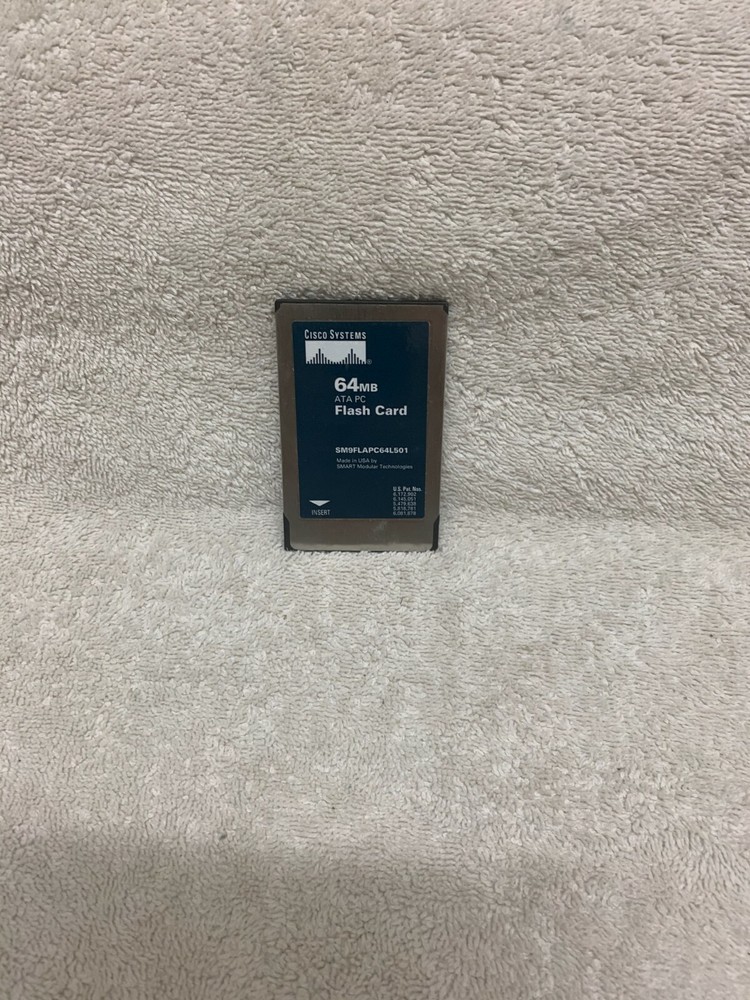 CISCO SYSTEMS
®
64MB
ATA PC
Flash Card
SM9FLAPC64L501
Made in USA by
SMART Modular Technologies
U.S. Pat. Nos.
INSERT